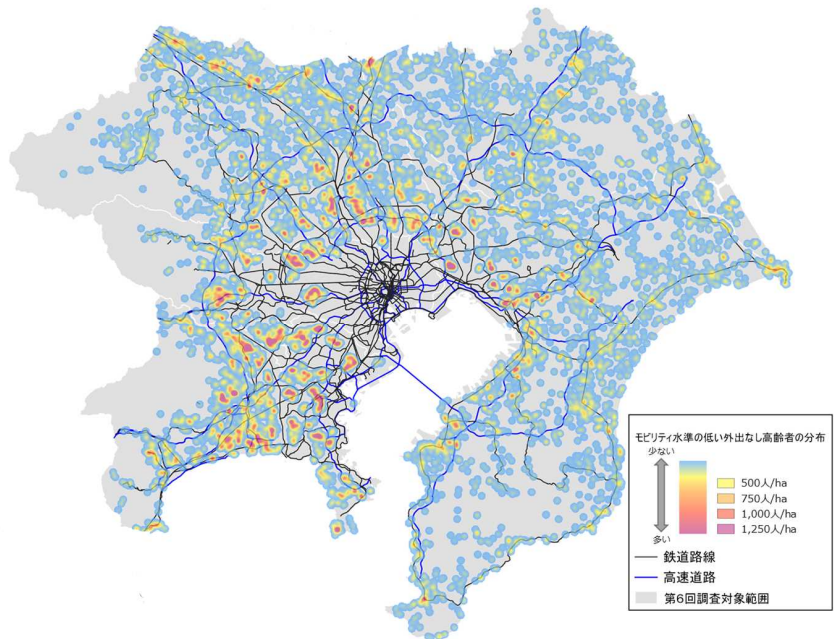 モビリティ水準の低い外出なし高齢者の分布
少ない
多い
500人/ha
750人/ha
1,000人/ha
1,250人/ha
鉄道路線
高速道路
第6回調査対象範囲